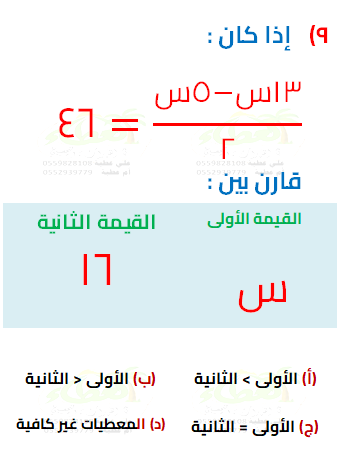 ٩) إذا كان :
١٣س−٥س / ٢ = ٤٦
قارن بين :
القيمة الأولى القيمة الثانية
س ١٦
(أ) الأولى > الثانية (ب) الأولى < الثانية
(ج) الأولى = الثانية (د) المعطيات غير كافية